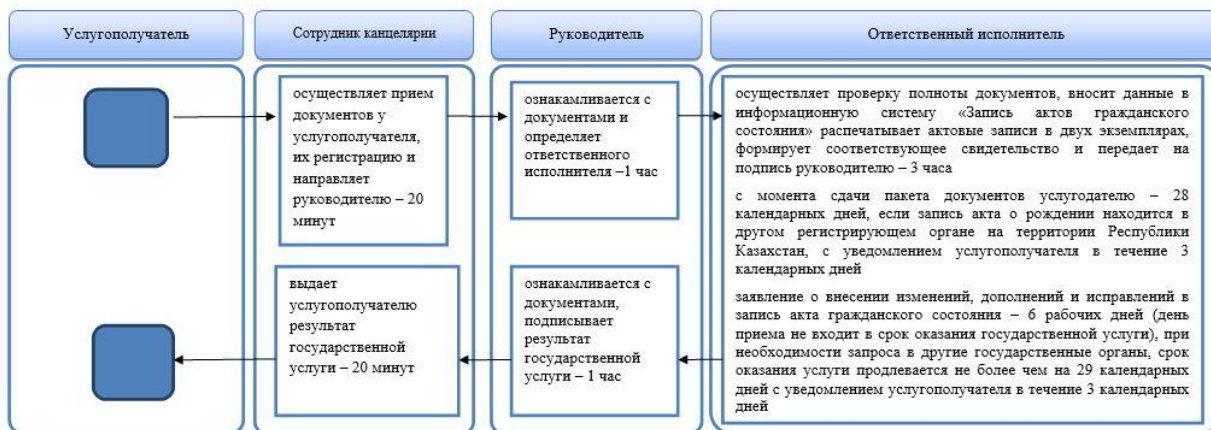 Услугополучатель
Сотрудник канцелярии
Руководитель
Ответственный исполнитель
осуществляет прием
документов у
услугополучателя,
их регистрацию и
направляет
руководителю – 20
минут
ознакамливается с
документами и
определяет
ответственного
исполнителя –1 час
осуществляет проверку полноты документов, вносит данные в
информационную систему «Запись актов гражданского
состояния» распечатывает актовые записи в двух экземплярах,
формирует соответствующее свидетельство и передает на
подпись руководителю – 3 часа
с момента сдачи пакета документов услугодателю – 28
календарных дней, если запись акта о рождении находится в
другом регистрирующем органе на территории Республики
Казахстан, с уведомлением услугополучателя в течение 3
календарных дней
заявление о внесении изменений, дополнений и исправлений в
запись акта гражданского состояния – 6 рабочих дней (день
приема не входит в срок оказания государственной услуги), при
необходимости запроса в другие государственные органы, срок
оказания услуги продлевается не более чем на 29 календарных
дней с уведомлением услугополучателя в течение 3 календарных
дней
выдает
услугополучателю
результат
государственной
услуги – 20 минут
ознакамливается с
документами,
подписывает
результат
государственной
услуги – 1 час